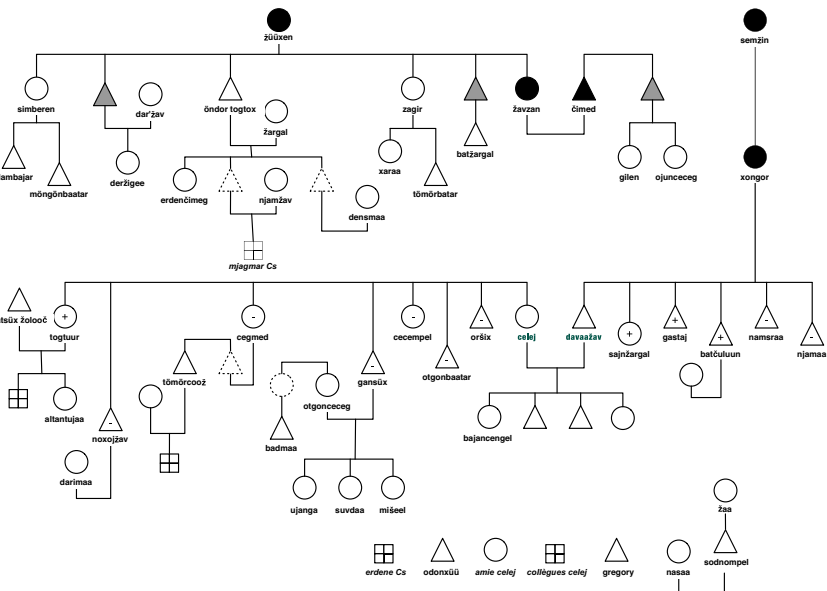 žüüxen
semžin
simberen
dar'žav
öndor togtox
žargal
zagir
žavzan
čimed
batžargal
deržigee
lambajar
möngönbaatar
erdenčimeg
njamžav
xaraa
tömörbatar
gilen
ojunceceg
xongor
densmaa
mjagmar Cs
tsüx žolooč
togtuur
cegmed
cecempel
oršix
celej
davaažav
sajnžargal
gastaj
batčuluun
namsraa
njamaa
otgonbaatar
tömörcoož
gansüx
otgonceceg
altantujaa
noxojžav
badmaa
bajancengel
darimaa
ujanga
suvdaa
mišeel
žaa
erdene Cs
odonxüü
amie celej
collègues celej
gregory
nasaa
sodnompel